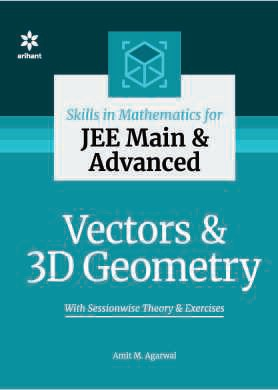 arihant
Skills in Mathematics for
JEE Main &
Advanced
Vectors &
3D Geometry
With Sessionwise Theory & Exercises
Amit M. Agarwal